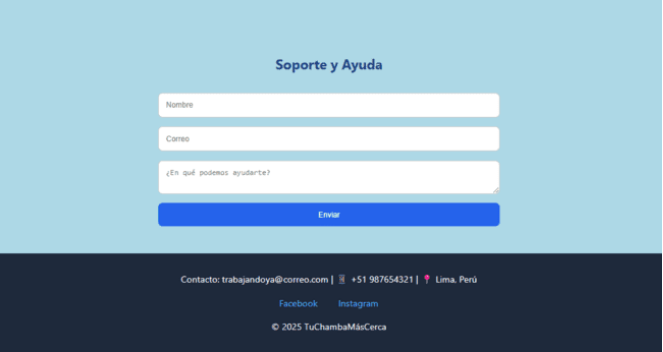 Soporte y Ayuda
Nombre
Correo
¿En qué podemos ayudarte?
Enviar
Contacto: trabajandoya@correo.com | 📱 +51 987654321 | 📍 Lima, Perú
Facebook Instagram
© 2025 TuChambaMásCerca